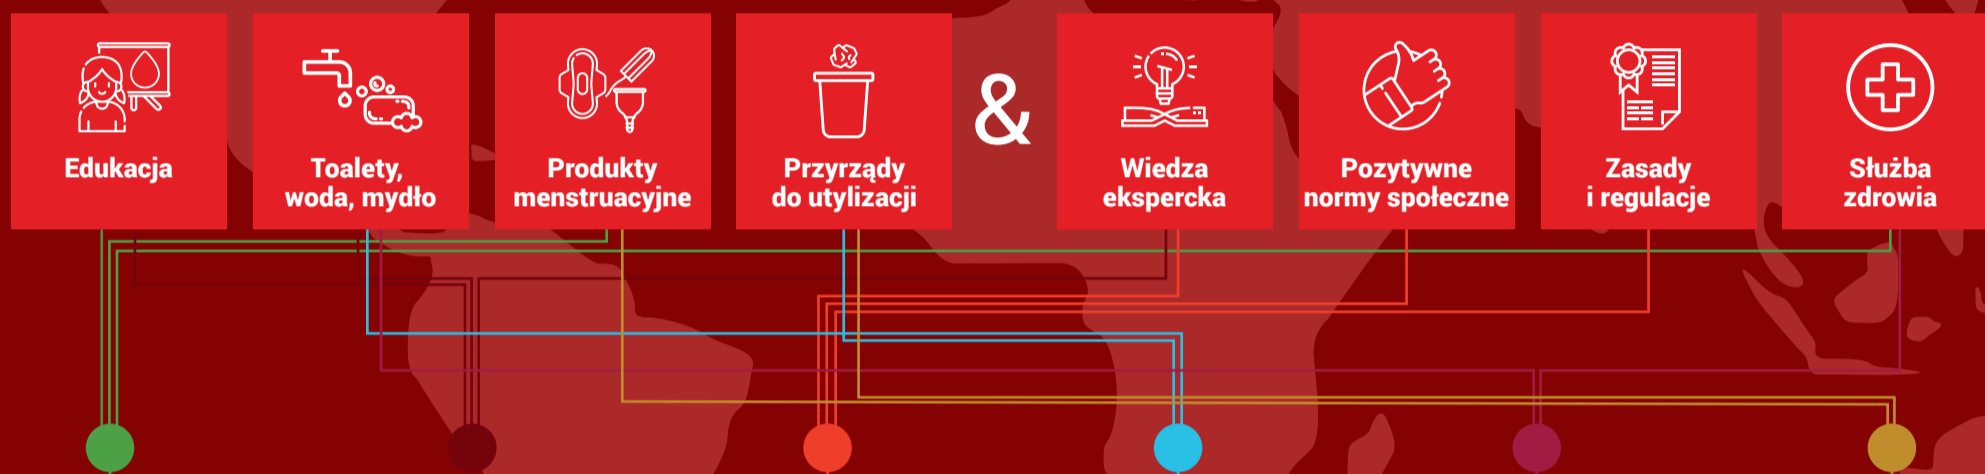 Edukacja
Toalety,
woda, mydło
Produkty
menstruacyjne
Przyrządy
do utylizacji
&
Wiedza
ekspercka
Pozytywne
normy społeczne
Zasady
i regulacje
Służba
zdrowia